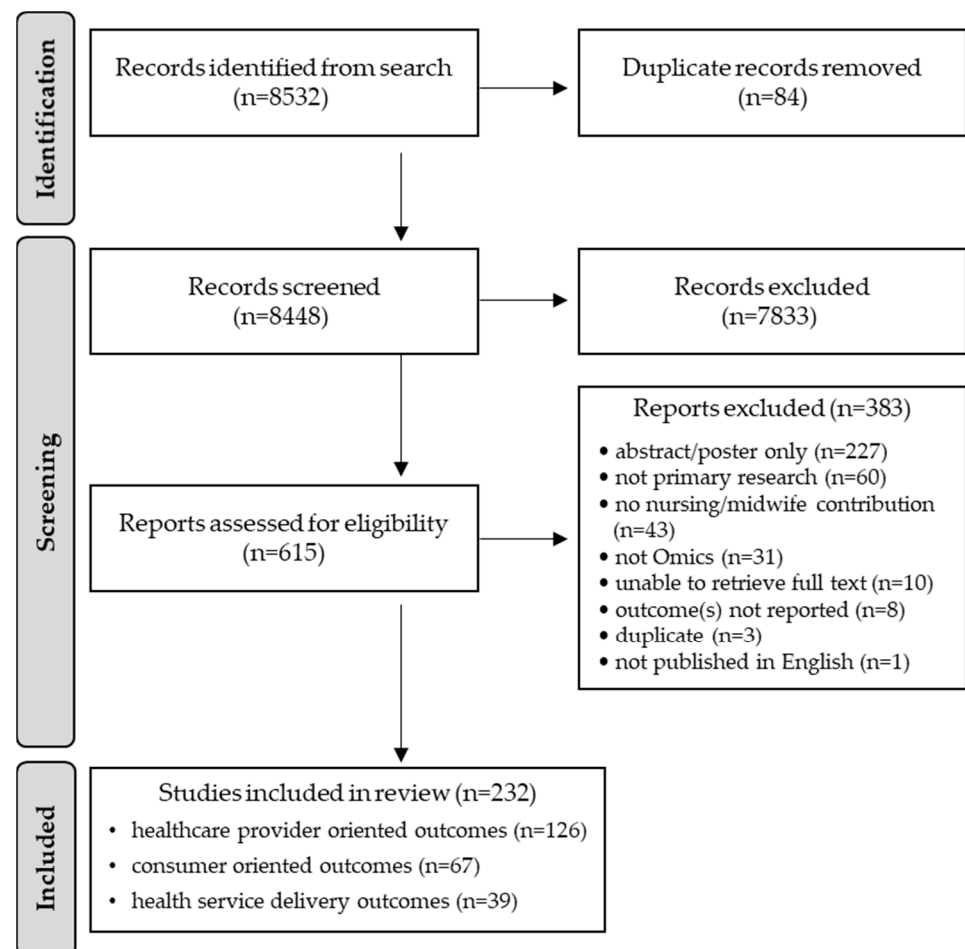 Identification
Records identified from search
(n=8532)
Duplicate records removed
(n=84)
Screening
Records screened
(n=8448)
Records excluded
(n=7833)
Reports assessed for eligibility
(n=615)
Reports excluded (n=383)
• abstract/poster only (n=227)
• not primary research (n=60)
• no nursing/midwife contribution
(n=43)
• not Omics (n=31)
• unable to retrieve full text (n=10)
• outcome(s) not reported (n=8)
• duplicate (n=3)
• not published in English (n=1)
Included
Studies included in review (n=232)
• healthcare provider oriented outcomes (n=126)
• consumer oriented outcomes (n=67)
• health service delivery outcomes (n=39)